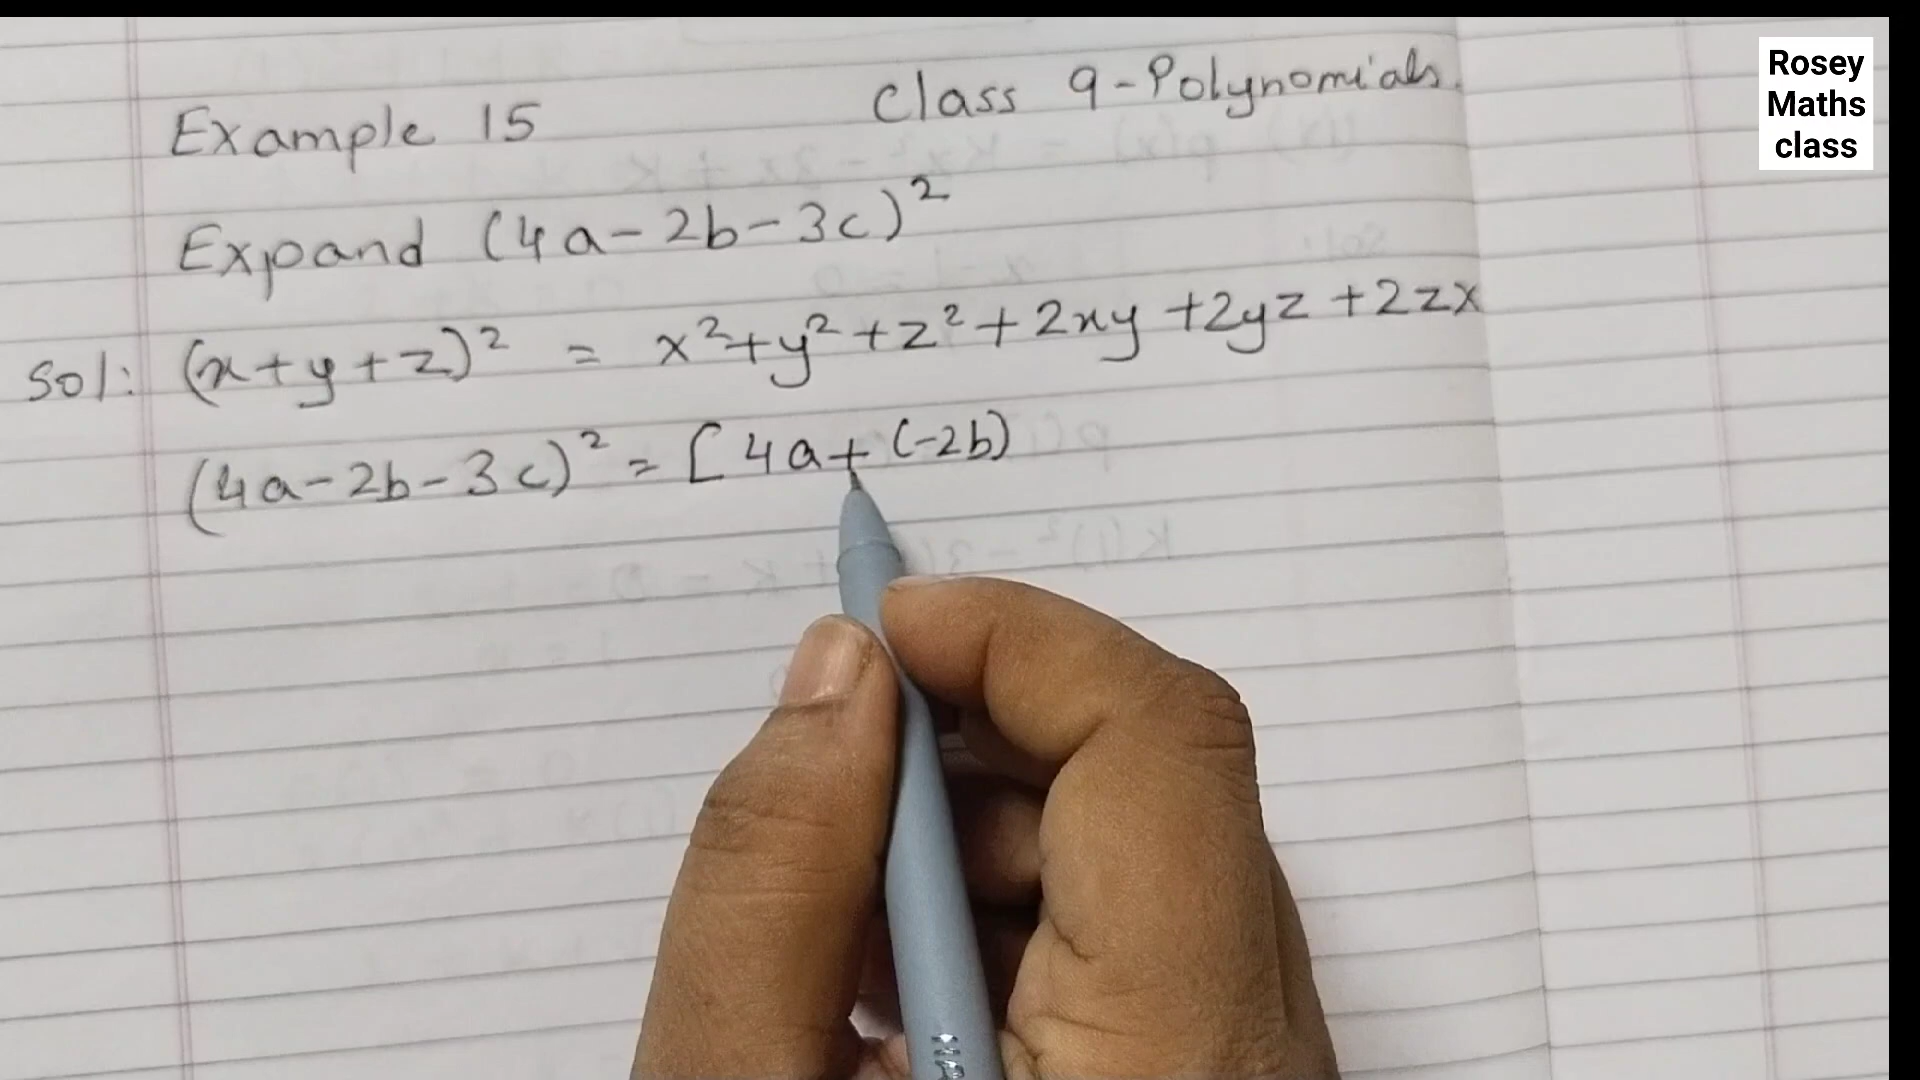 Example 15
Class 9-Polynomials.
Expand (4a-2b-3c)²
Sol: (x+y+z)² = x²+y²+z²+2xy+2yz+2zx
(4a-2b-3c)² = [4a+(-2b)
Rosey
Maths
class